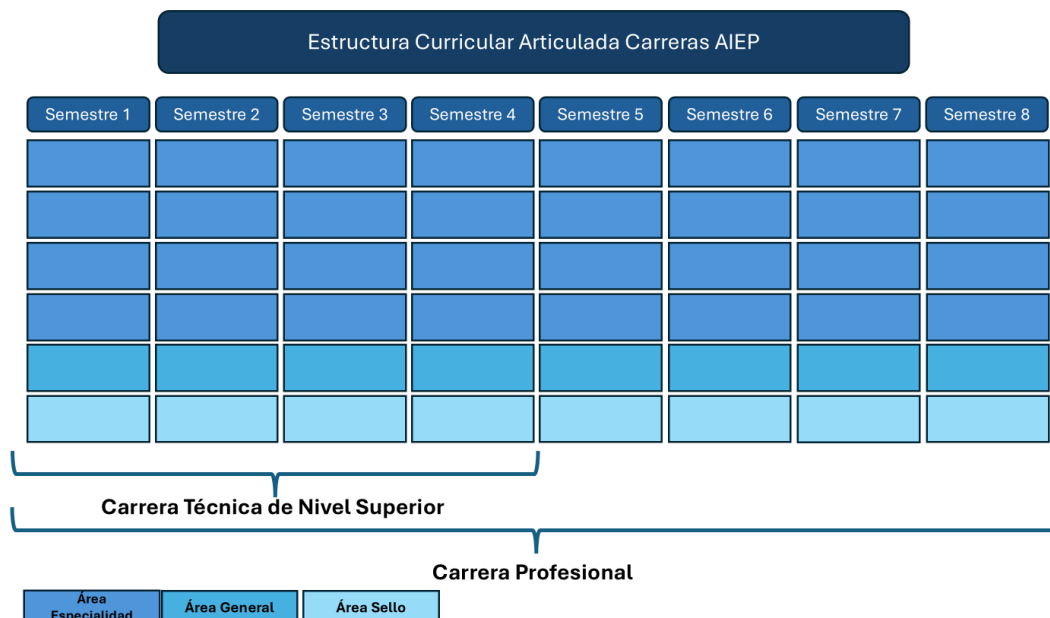 Estructura Curricular Articulada Carreras AIEP
Semestre 1 Semestre 2 Semestre 3 Semestre 4 Semestre 5 Semestre 6 Semestre 7 Semestre 8
Carrera Técnica de Nivel Superior
Carrera Profesional
Área
Especialidad
Área General
Área Sello